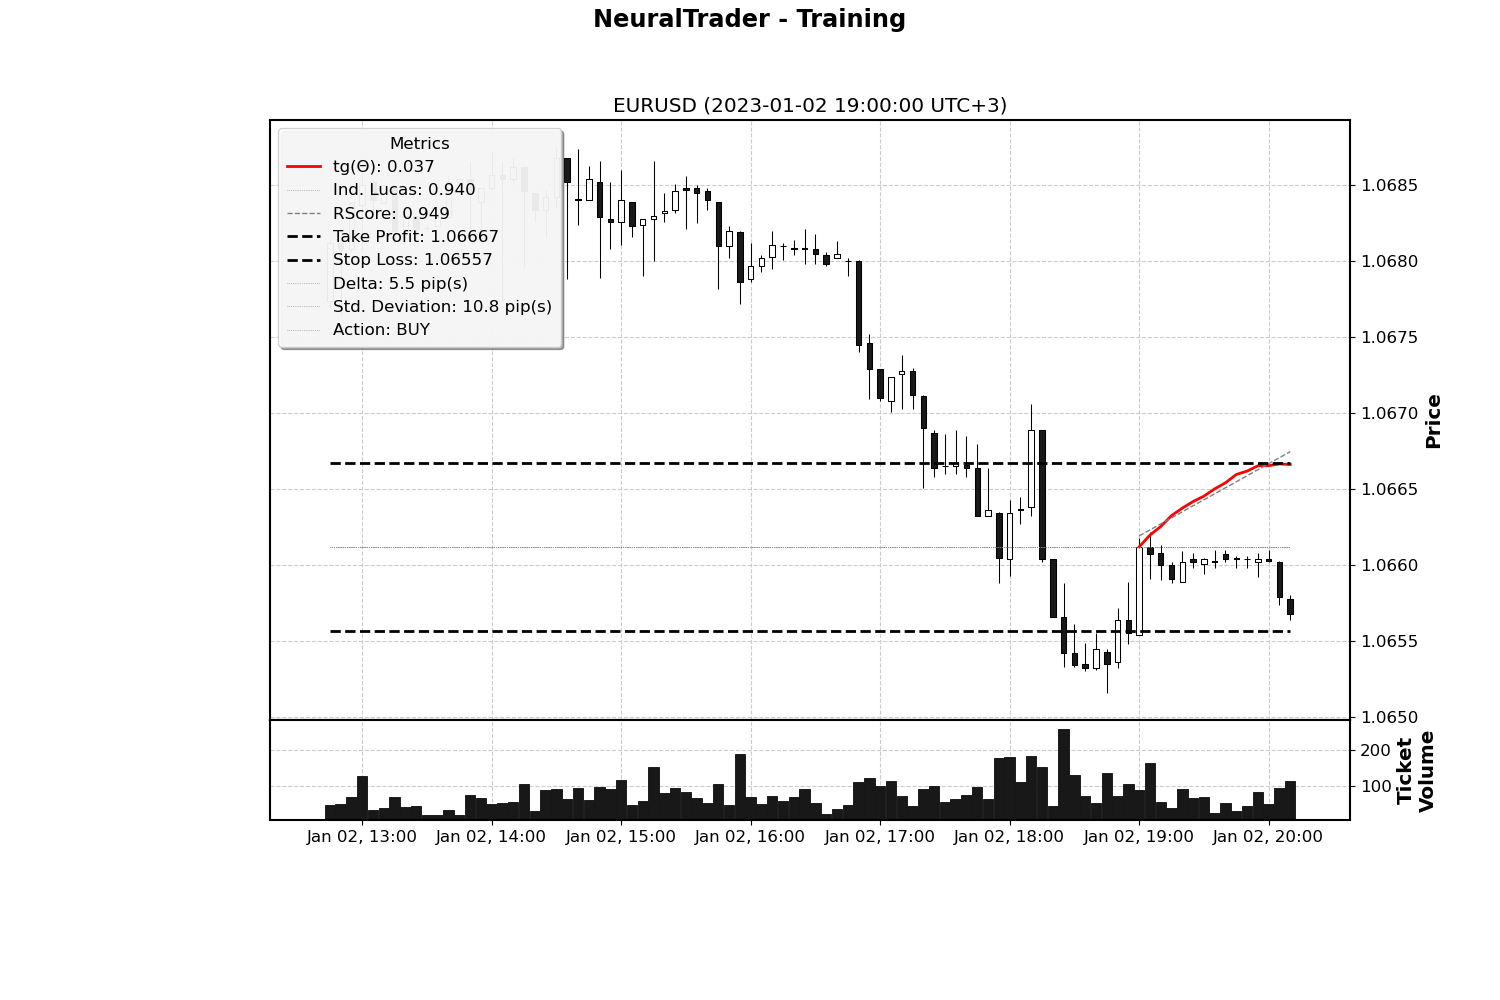 NeuralTrader - Training
EURUSD (2023-01-02 19:00:00 UTC+3)
Metrics
tg(Θ): 0.037
Ind. Lucas: 0.940
RScore: 0.949
Take Profit: 1.06667
Stop Loss: 1.06557
Delta: 5.5 pip(s)
Std. Deviation: 10.8 pip(s)
Action: BUY
1.0685
1.0680
1.0675
1.0670
1.0665
1.0660
1.0655
1.0650
Price
200
100
Ticket
Volume
Jan 02, 13:00
Jan 02, 14:00
Jan 02, 15:00
Jan 02, 16:00
Jan 02, 17:00
Jan 02, 18:00
Jan 02, 19:00
Jan 02, 20:00